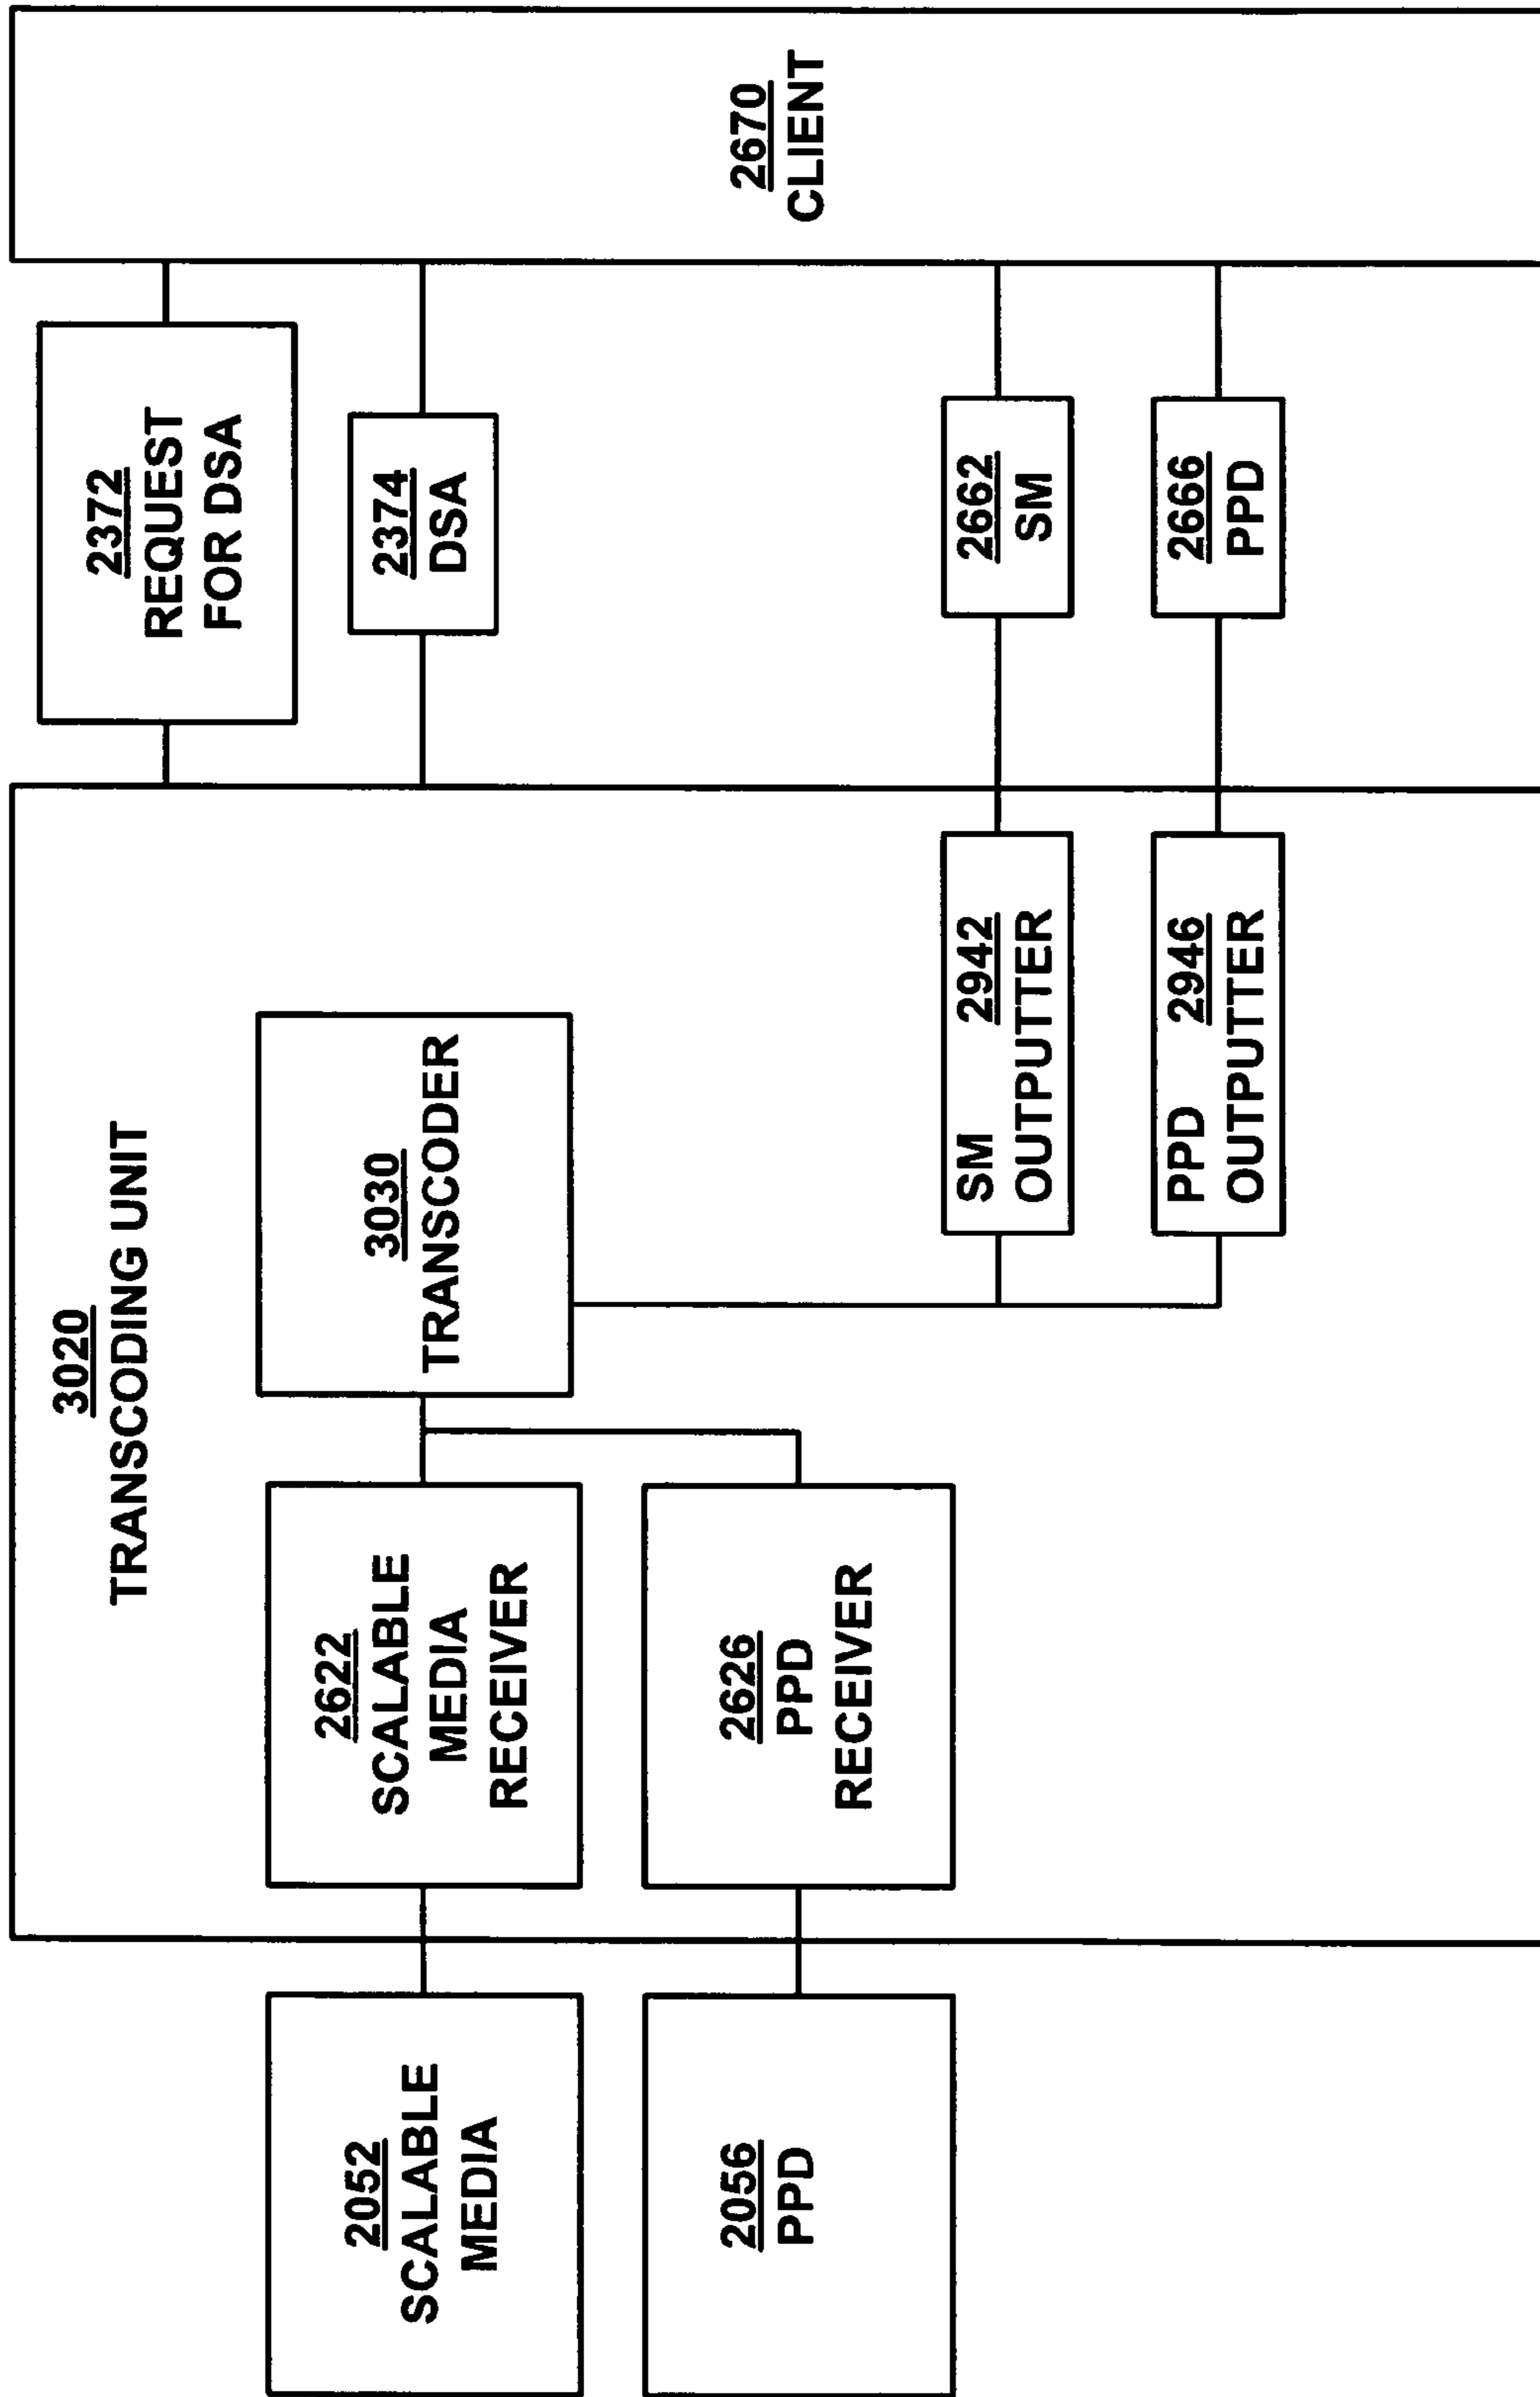 3020
TRANSCODING UNIT
2052
SCALABLE
MEDIA
2622
SCALABLE
MEDIA
RECEIVER
3030
TRANSCODER
2372
REQUEST
FOR DSA
2374
DSA
2670
CLIENT
2056
PPD
2626
PPD
RECEIVER
SM 2942
OUTPUTTER
2662
SM
PPD 2946
OUTPUTTER
2666
PPD